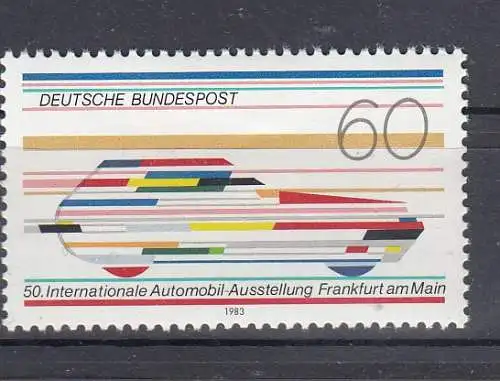 DEUTSCHE BUNDESPOST
60
50. Internationale Automobil-Ausstellung Frankfurt am Main
1983